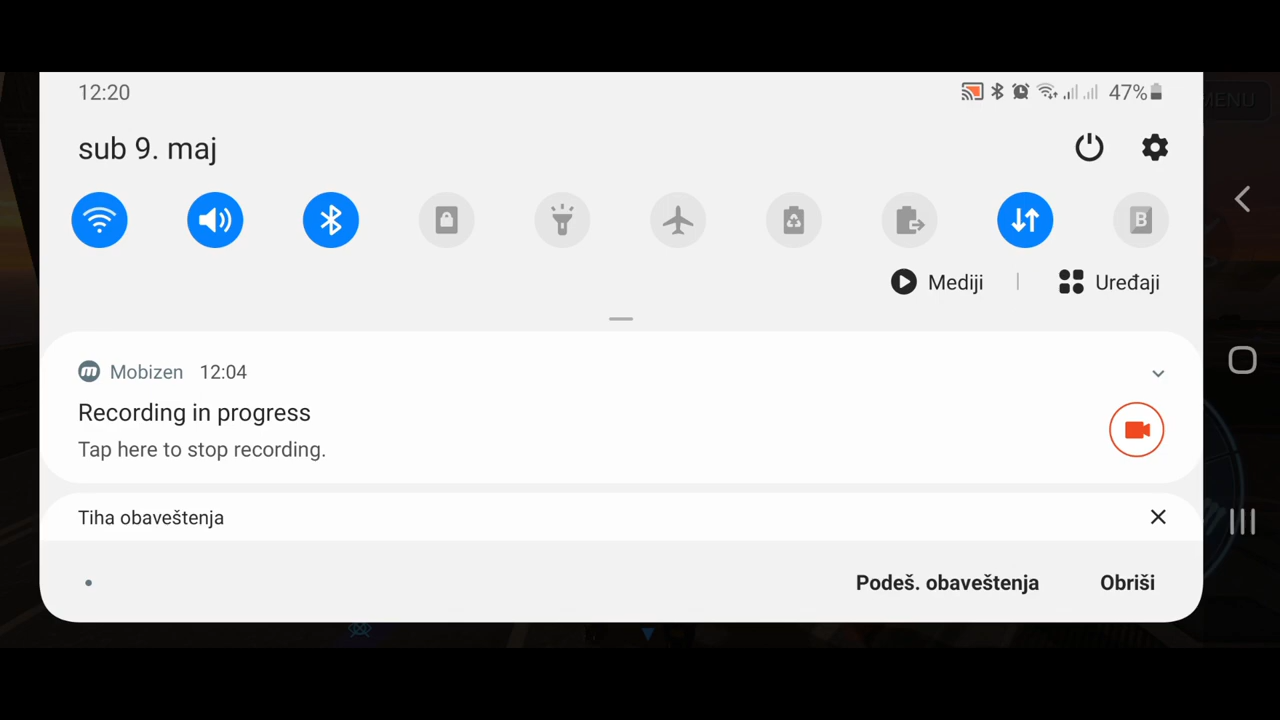 12:20 47%
MENU
sub 9. maj
B
Mediji | Uređaji
m Mobizen 12:04
Recording in progress
Tap here to stop recording.
Tiha obaveštenja
Podeš. obaveštenja Obriši